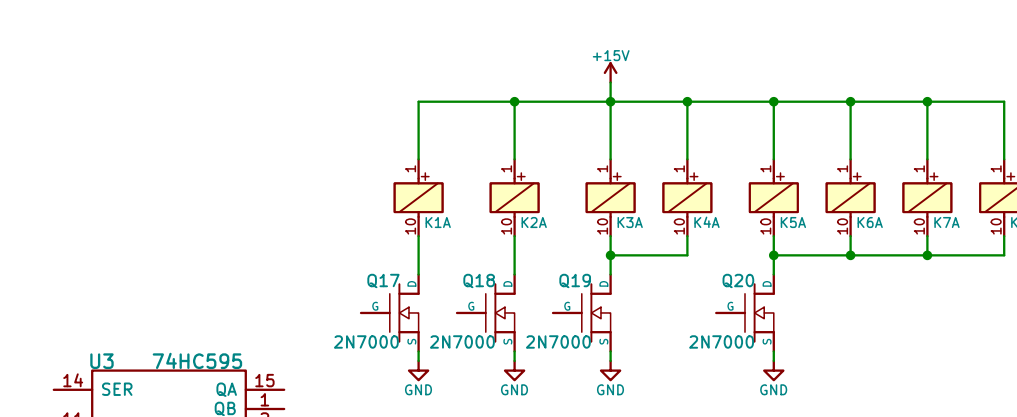 +15V
1 1 1 1 1 1 1 1
+ + + + + + + +
10 10 10 10 10 10 10 10
K1A K2A K3A K4A K5A K6A K7A
Q17 Q18 Q19 Q20
D D D D
G G G G
2N7000 2N7000 2N7000 2N7000
S S S S
GND GND GND GND
U3 74HC595
14 SER QA 15
QB 1